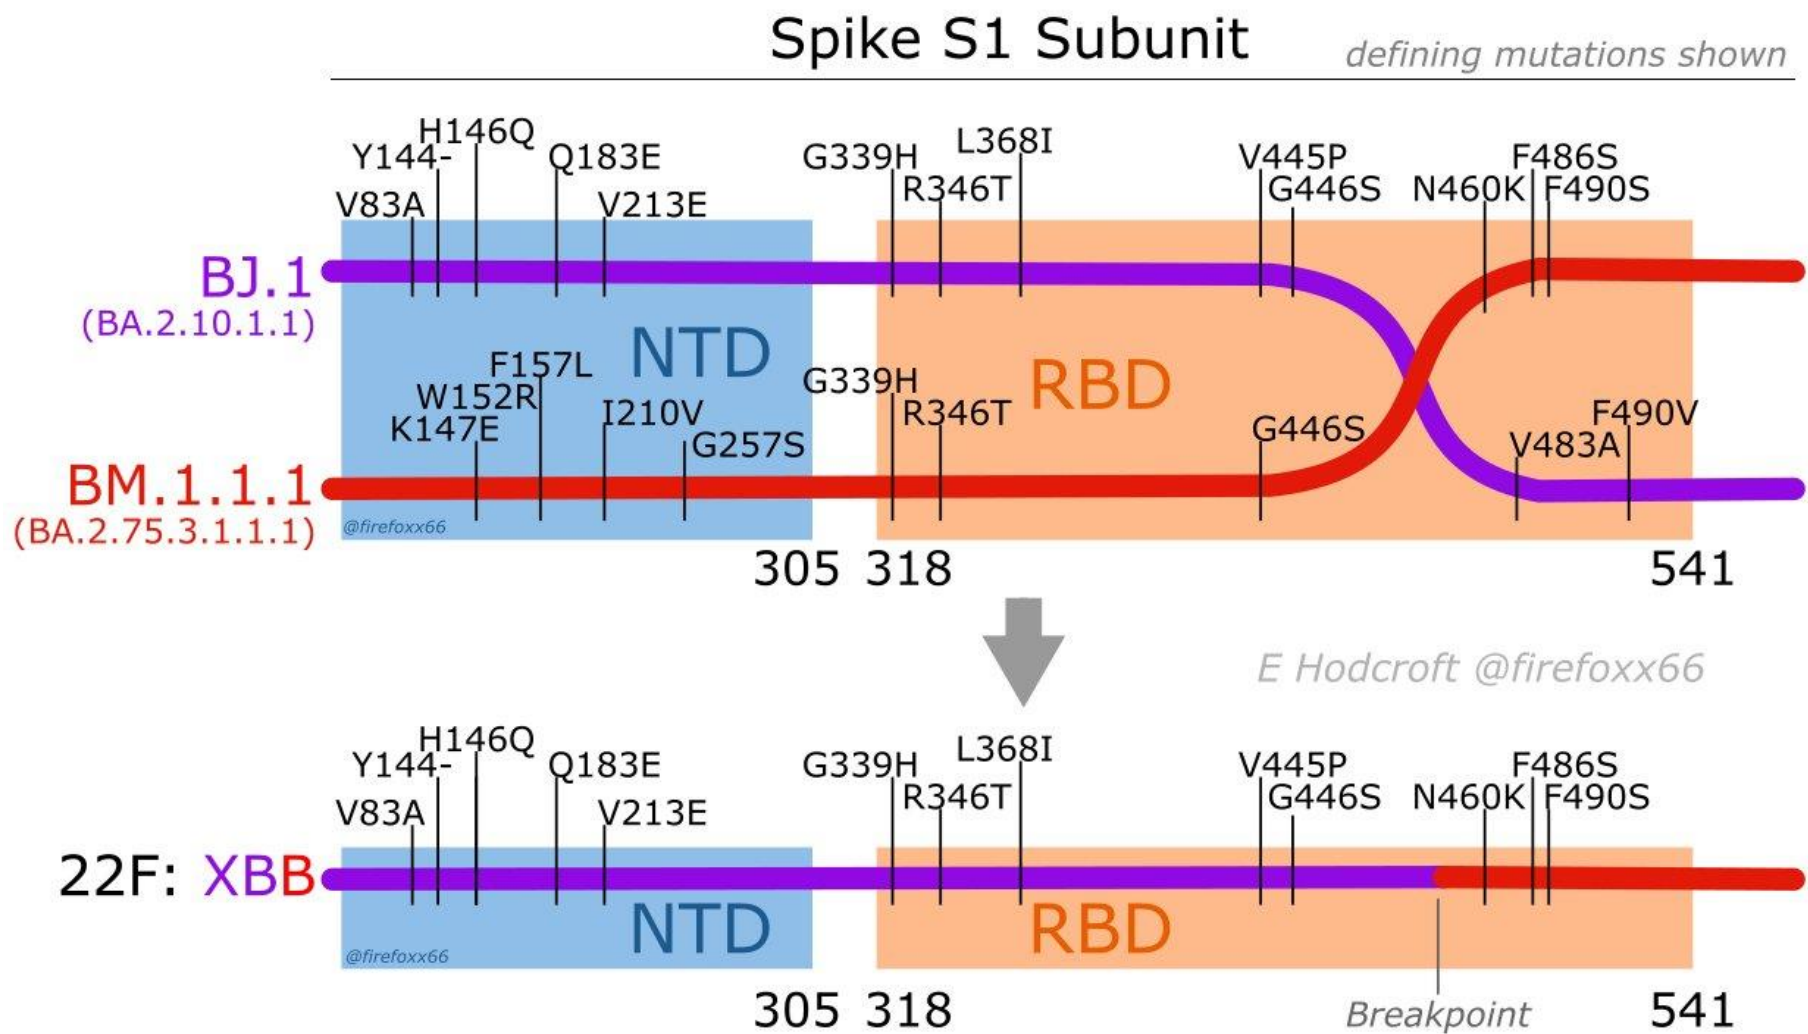 Spike S1 Subunit
defining mutations shown
H146Q
L368I
Y144-
Q183E
G339H
V445P
F486S
R346T
G446S
N460K
F490S
V83A
V213E
BJ.1
(BA.2.10.1.1)
NTD
RBD
F157L
G339H
W152R
I210V
R346T
F490V
K147E
G257S
G446S
V483A
BM.1.1.1
(BA.2.75.3.1.1.1)
@firefoxx66
305
318
541
E Hodcroft @firefoxx66
H146Q
L368I
Y144-
Q183E
G339H
V445P
F486S
R346T
G446S
N460K
F490S
V83A
V213E
22F: XBB
NTD
RBD
@firefoxx66
305
318
Breakpoint
541